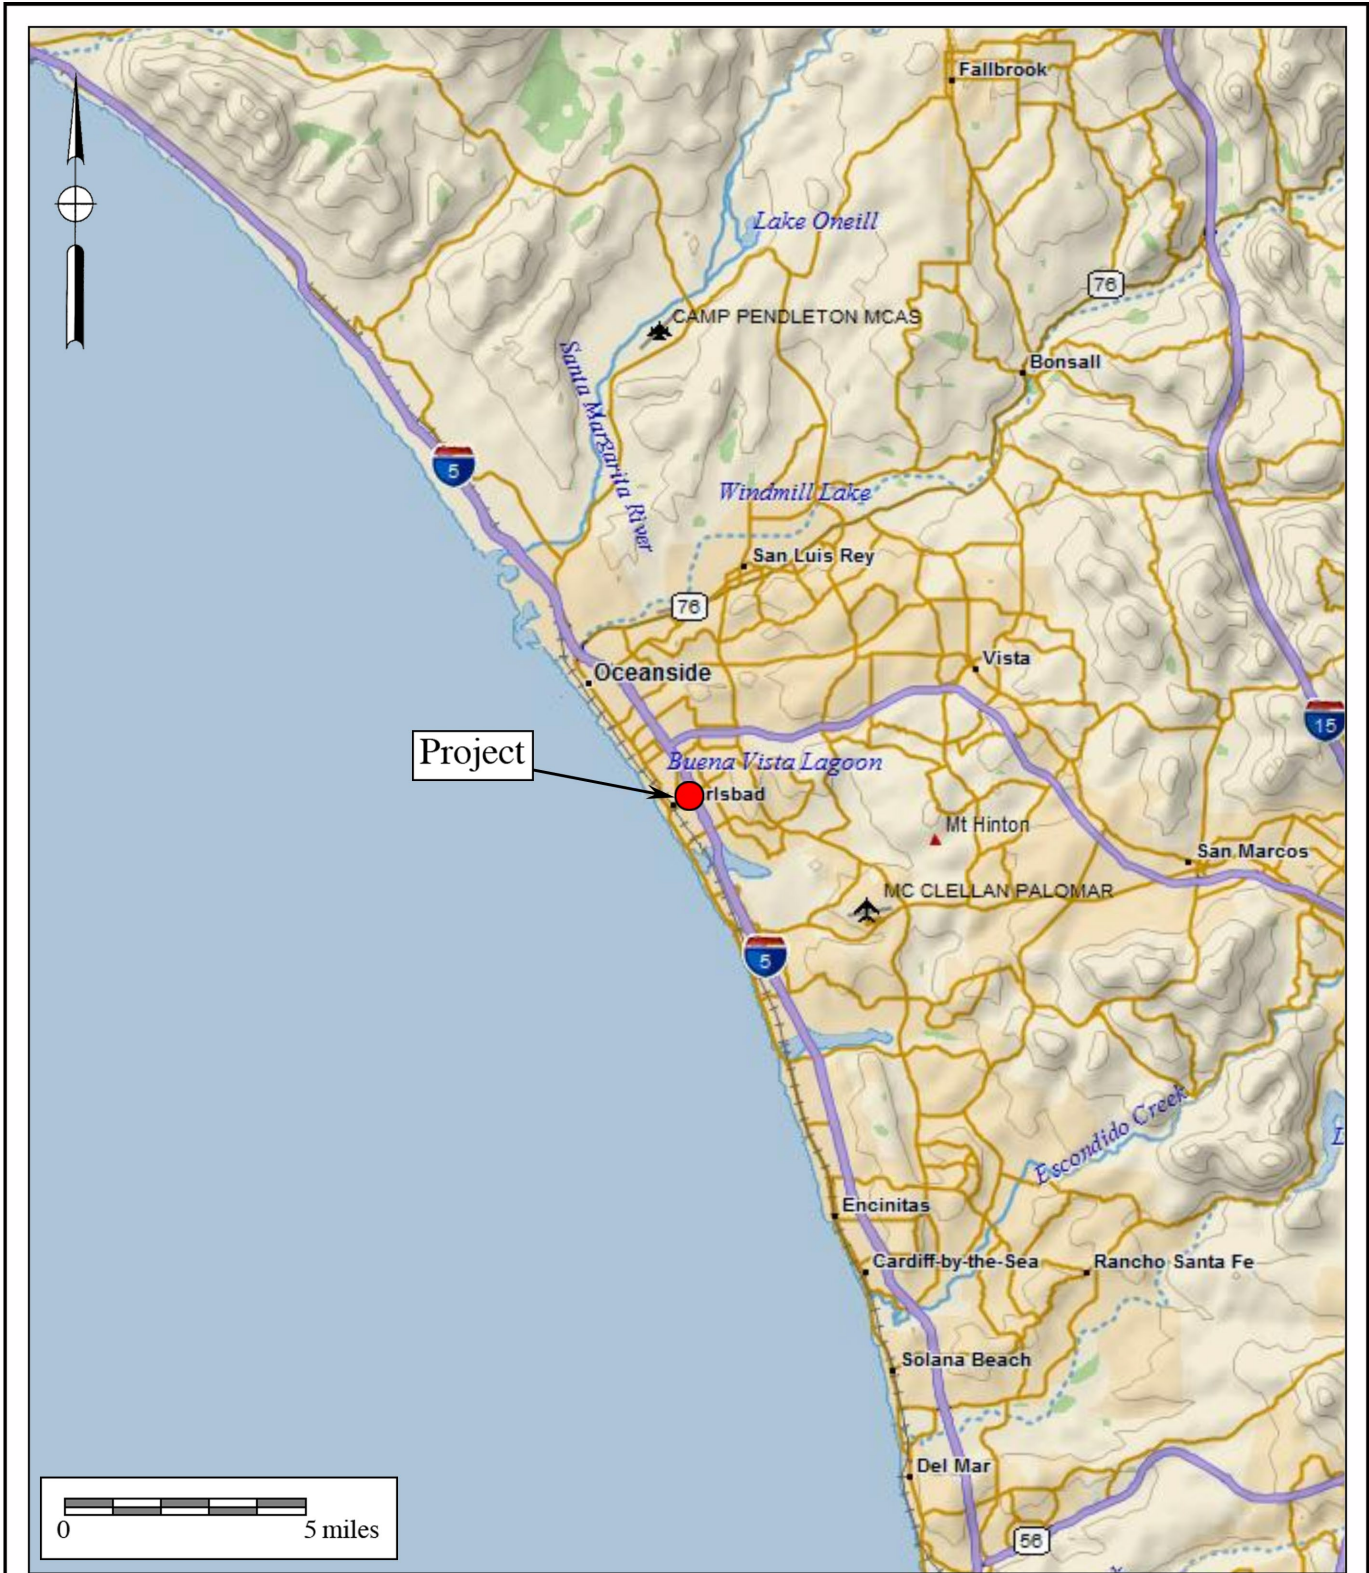 Fallbrook
Lake Oneill
76
CAMP PENDLETON MCAS
Santa Margarita River
Bonsall
5
Windmill Lake
San Luis Rey
76
Vista
Oceanside
15
Project
Buena Vista Lagoon
rlsbad
Mt Hinton
San Marcos
MC CLELLAN PALOMAR
5
Escondido Creek
L
Encinitas
Cardiff-by-the-Sea
Rancho Santa Fe
Solana Beach
Del Mar
0 5 miles
56